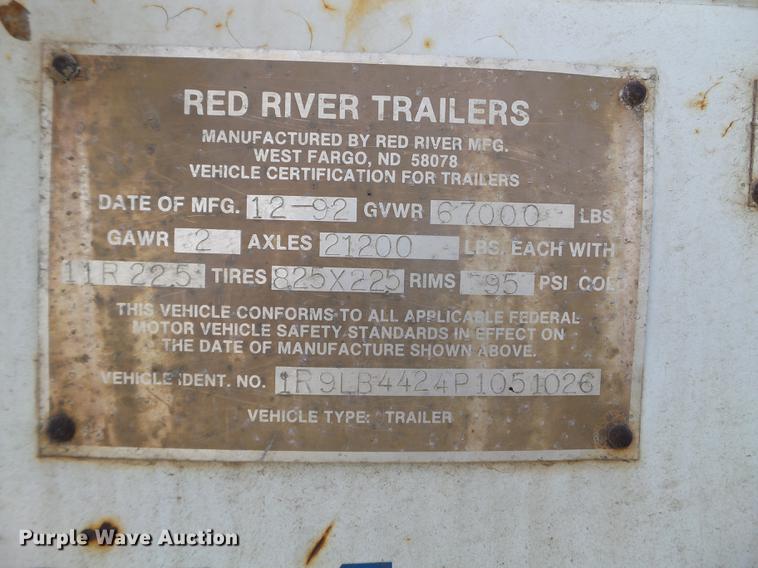 RED RIVER TRAILERS
MANUFACTURED BY RED RIVER MFG.
WEST FARGO, ND 58078
VEHICLE CERTIFICATION FOR TRAILERS
DATE OF MFG. 12-92 GVWR 67000 LBS
GAWR 2 AXLES 21200 LBS. EACH WITH
11R22.5 TIRES 825X225 RIMS 95 PSI COLD
THIS VEHICLE CONFORMS TO ALL APPLICABLE FEDERAL
MOTOR VEHICLE SAFETY STANDARDS IN EFFECT ON
THE DATE OF MANUFACTURE SHOWN ABOVE.
VEHICLE IDENT. NO. 1R9LB4424P1051026
VEHICLE TYPE: TRAILER
Purple Wave Auction